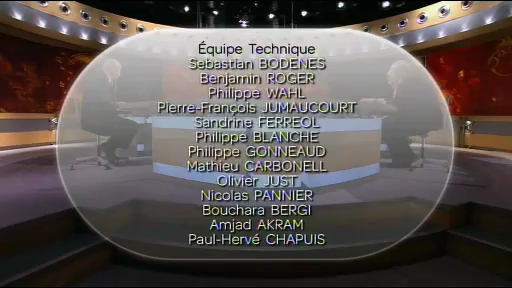 Équipe Technique
Sebastian BODENES
Benjamin ROGER
Philippe WAHL
Pierre-François JUMAUCOURT
Sandrine FERREOL
Philippe BLANCHE
Philippe GONNEAUD
Mathieu CARBONELL
Olivier JUST
Nicolas PANNIER
Bouchara BERGI
Amjad AKRAM
Paul-Hervé CHAPUIS